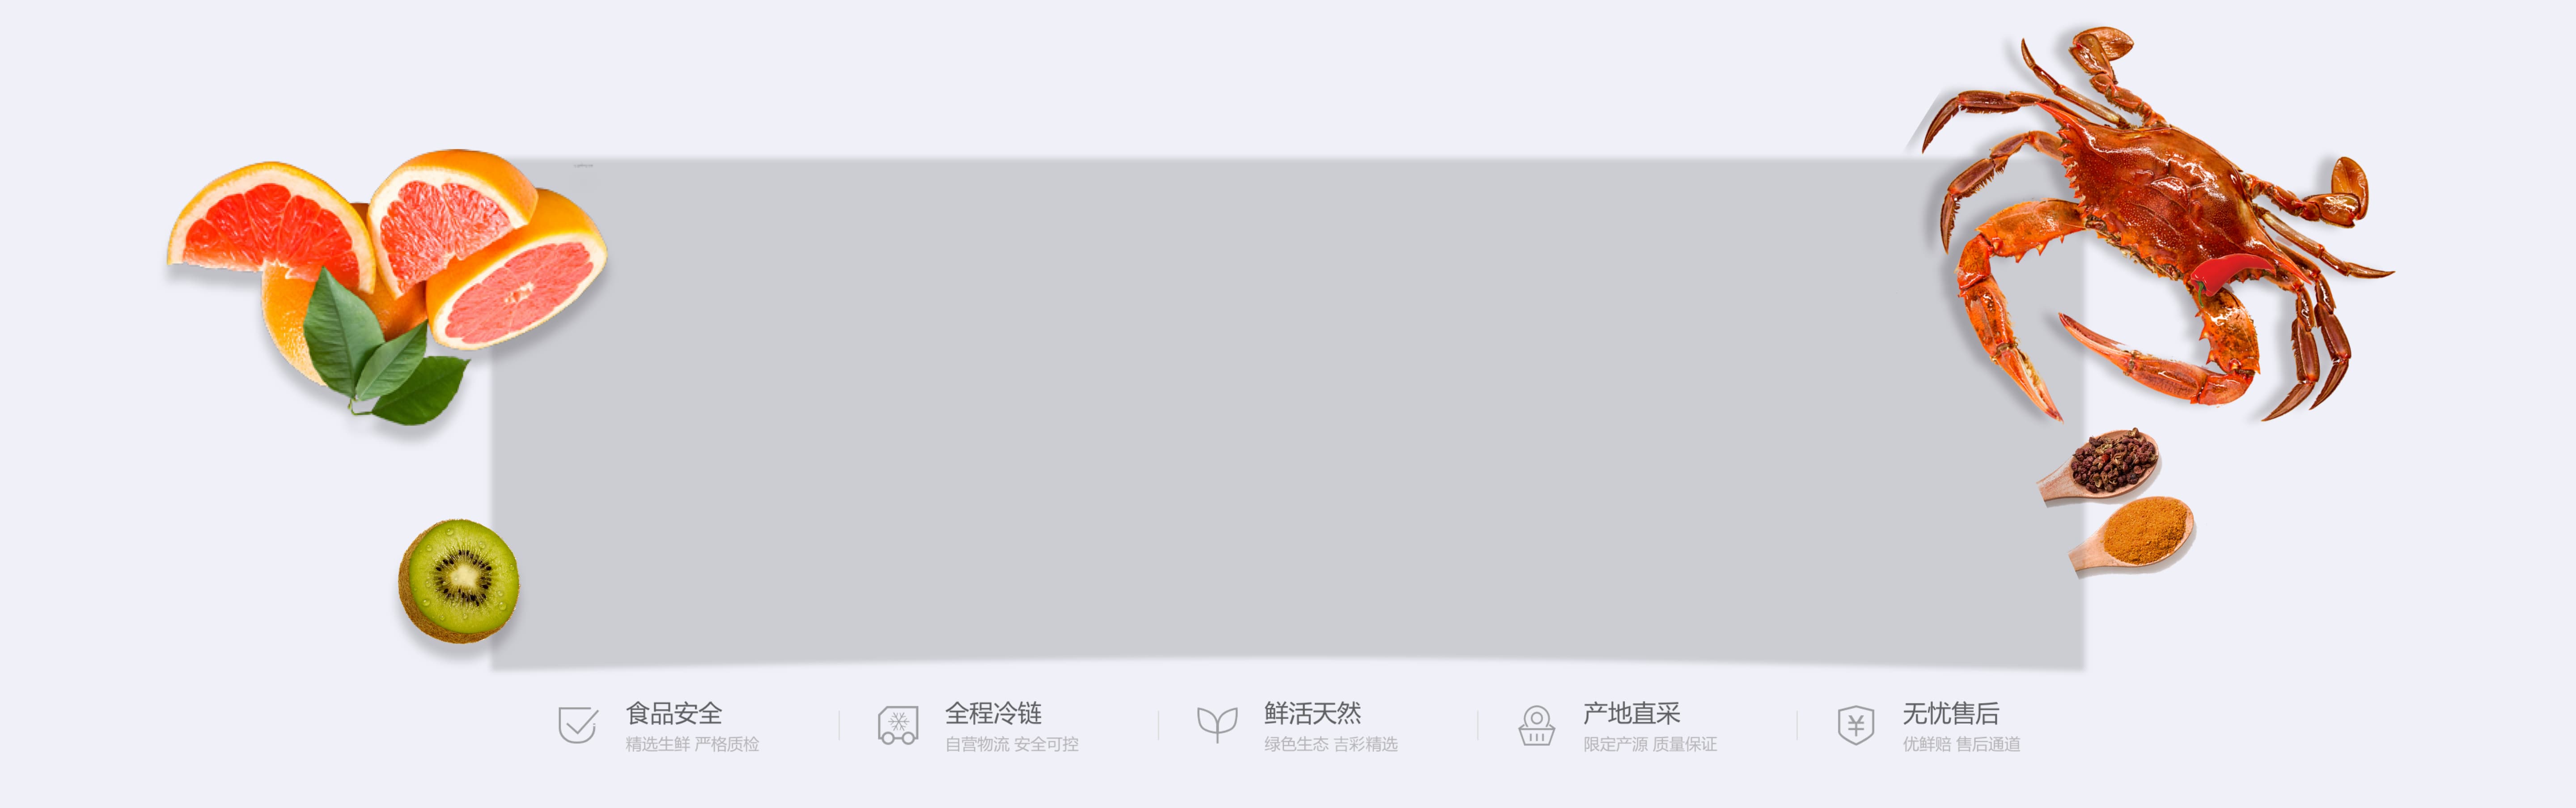 食品安全
精选生鲜 严格质检
全程冷链
自营物流 安全可控
鲜活天然
绿色生态 吉彩精选
产地直采
限定产源 质量保证
无忧售后
优鲜赔 售后通道